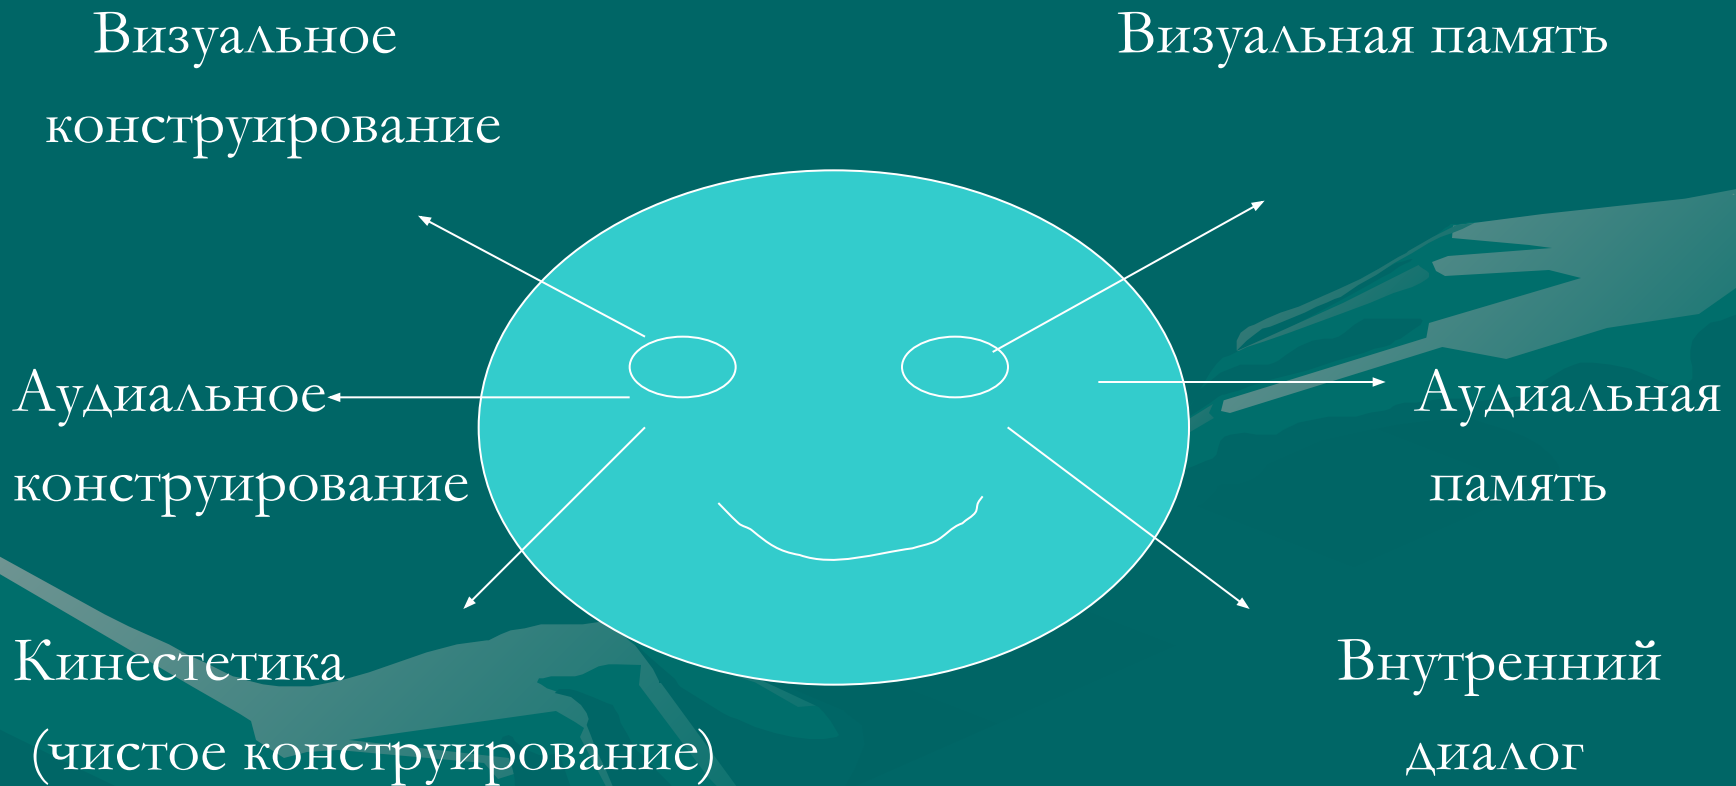 Визуальное
конструирование
Визуальная память
Аудиальное
конструирование
Аудиальная
память
Кинестетика
(чистое конструирование)
Внутренний
диалог